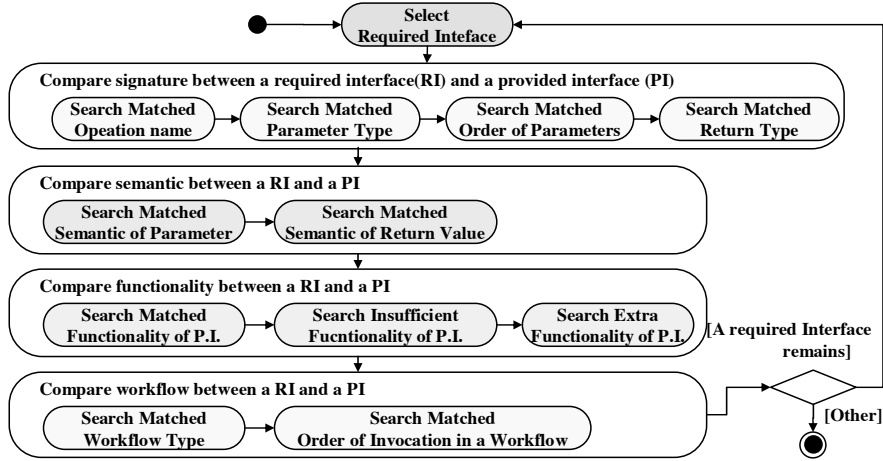 Select
Required Inteface
Compare signature between a required interface(RI) and a provided interface (PI)
Search Matched
Opeation name
Search Matched
Parameter Type
Search Matched
Order of Parameters
Search Matched
Return Type
Compare semantic between a RI and a PI
Search Matched
Semantic of Parameter
Search Matched
Semantic of Return Value
Compare functionality between a RI and a PI
Search Matched
Functionality of P.I.
Search Insufficient
Fucntionality of P.I.
Search Extra
Functionality of P.I.
[A required Interface
remains]
Compare workflow between a RI and a PI
Search Matched
Workflow Type
Search Matched
Order of Invocation in a Workflow
[Other]